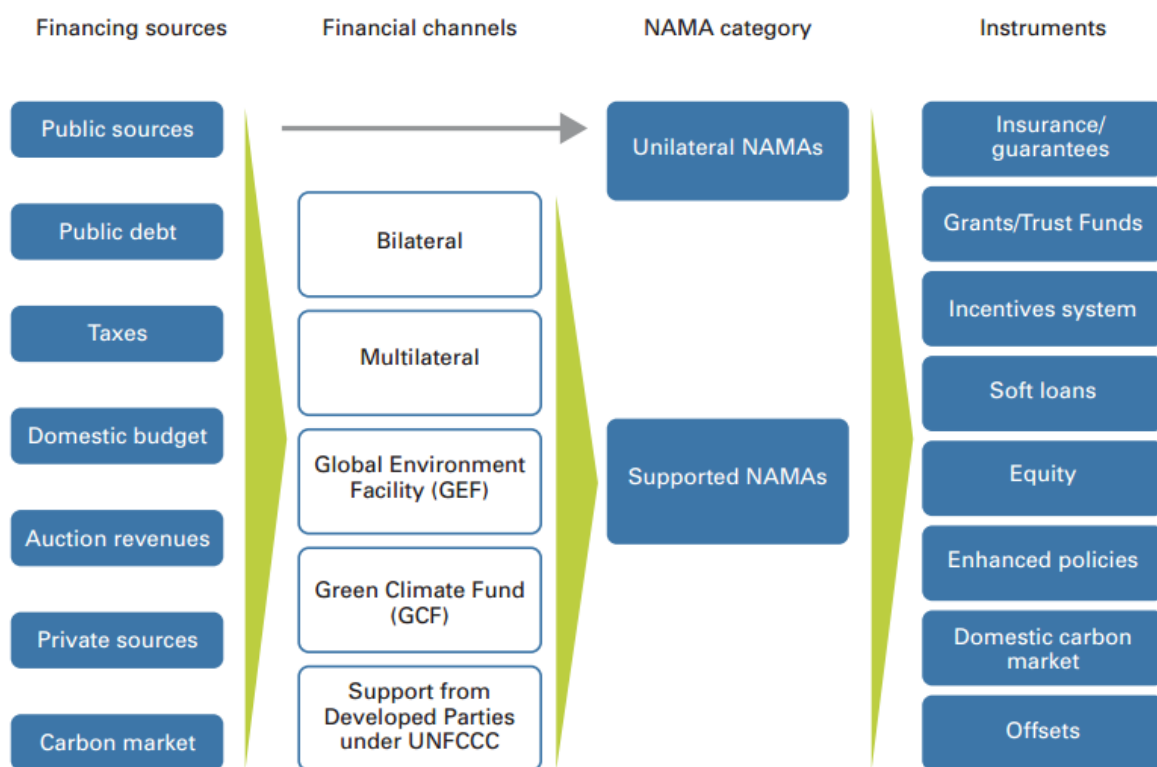 Financing sources
Financial channels
NAMA category
Instruments
Public sources
Public debt
Taxes
Domestic budget
Auction revenues
Private sources
Carbon market
Bilateral
Multilateral
Global Environment
Facility (GEF)
Green Climate Fund
(GCF)
Support from
Developed Parties
under UNFCCC
Unilateral NAMAs
Supported NAMAs
Insurance/
guarantees
Grants/Trust Funds
Incentives system
Soft loans
Equity
Enhanced policies
Domestic carbon
market
Offsets